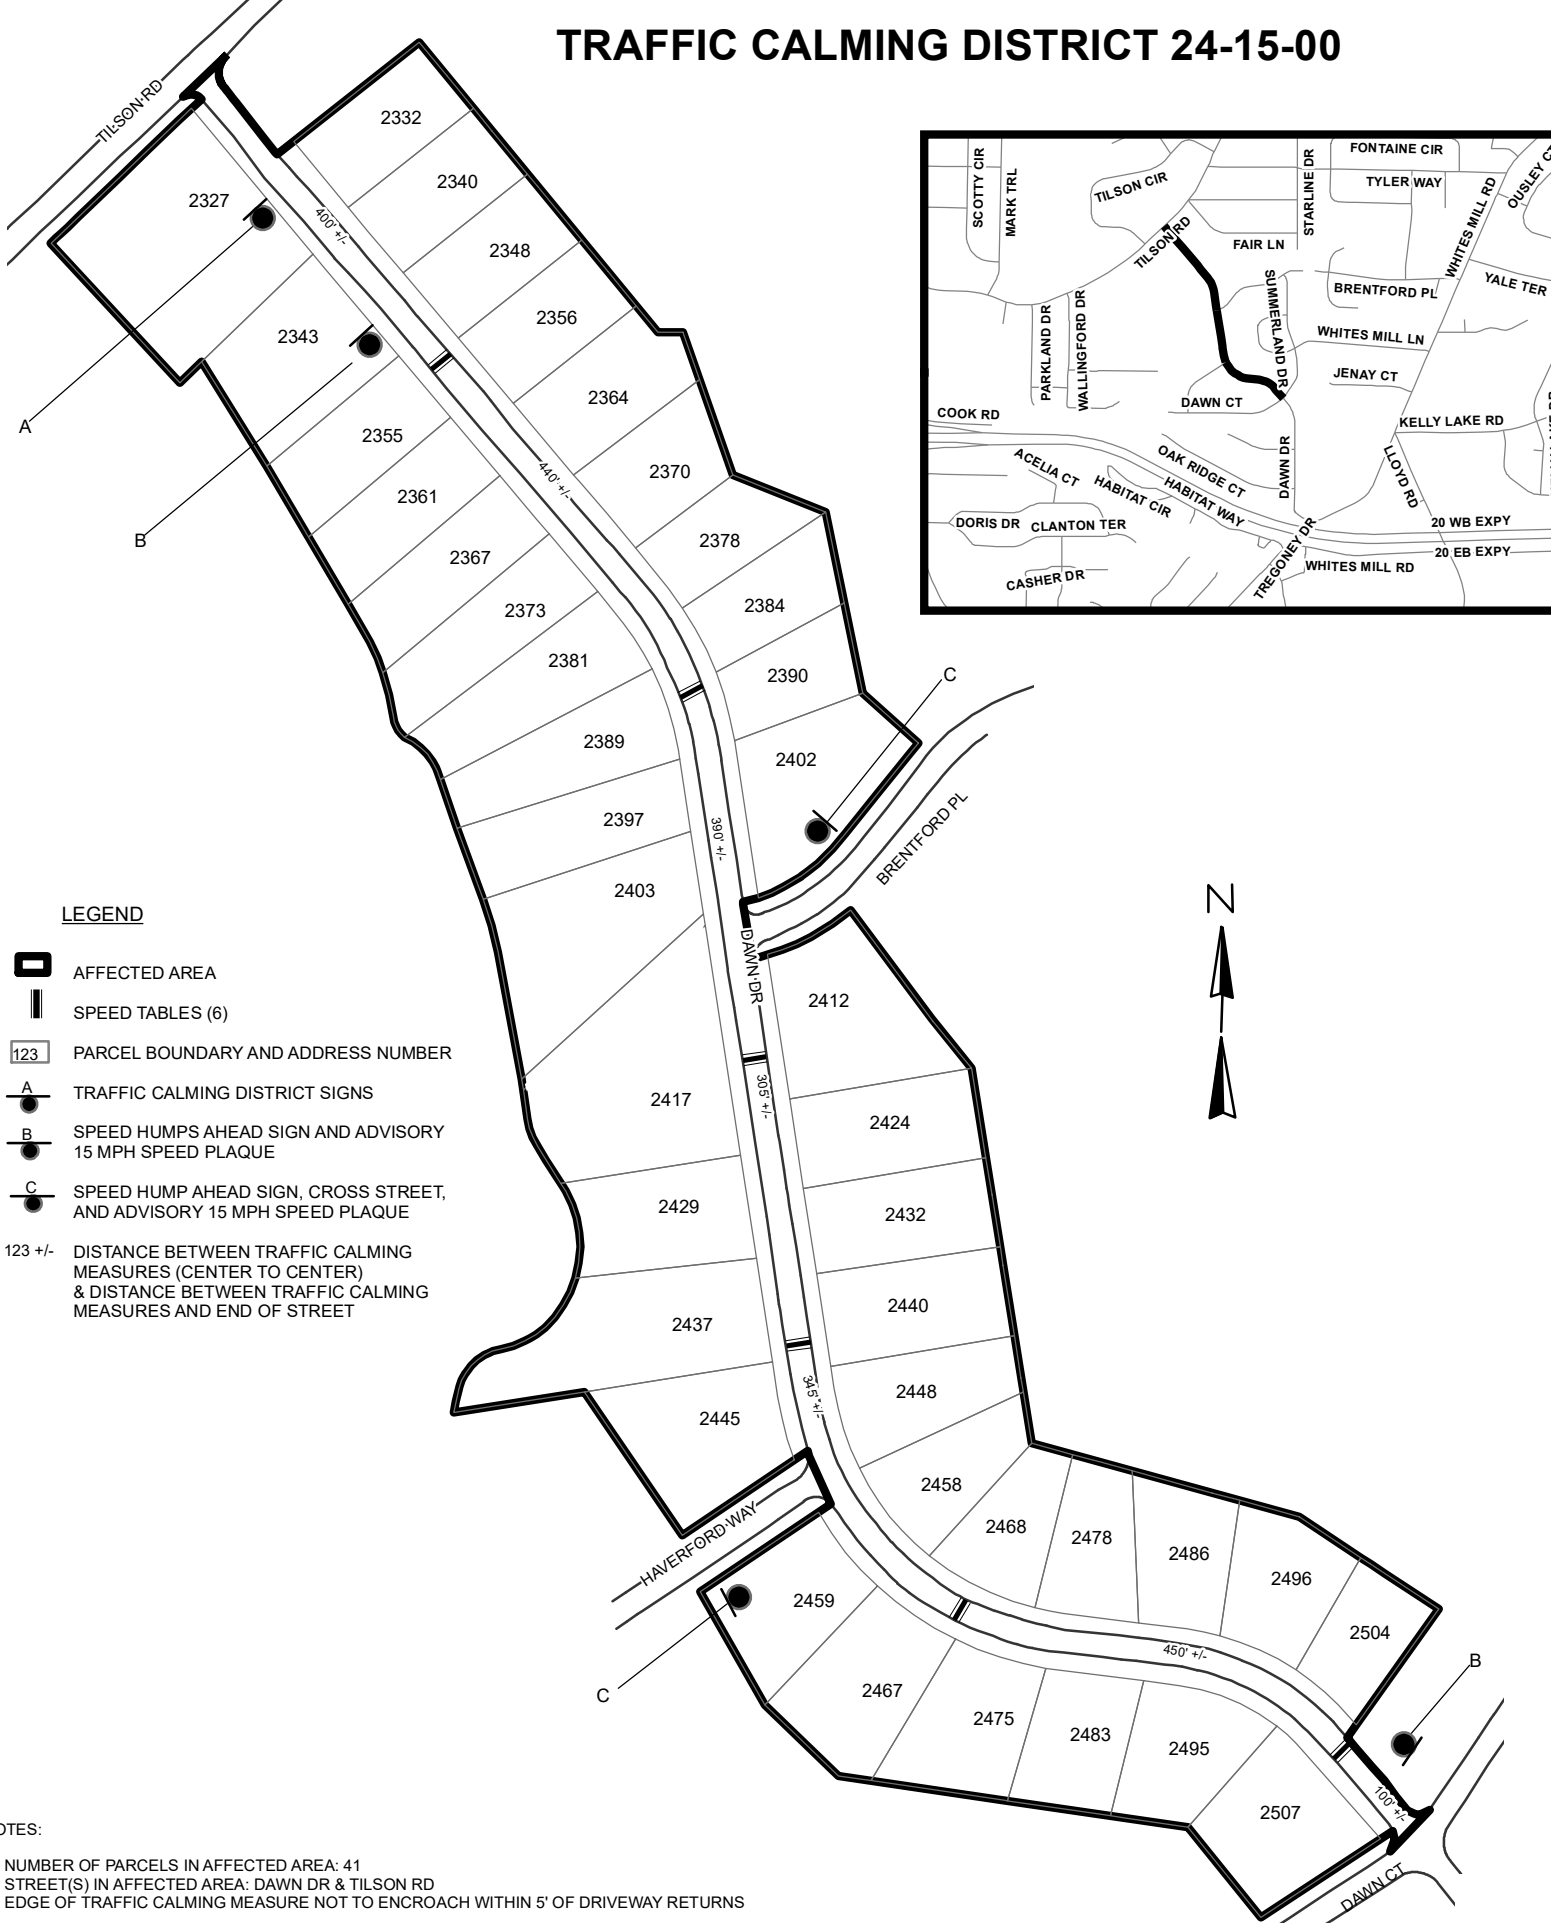 TRAFFIC CALMING DISTRICT 24-15-00
TILSON RD
2332
2340
2327
2348
2343
2356
2364
2355
2370
2361
2378
2367
2384
2373
2390
2381
2389
2402
2397
2403
2412
2417
2424
2429
2432
2437
2440
2445
2448
2458
2468
2478
2486
2496
2504
2459
2467
2475
2483
2495
2507
400' +/-
440' +/-
390' +/-
305' +/-
345' +/-
450' +/-
100' +/-
A
B
C
C
B
BRENTFORD PL
DAWN DR
HAVERFORD WAY
DAWN CT
N
SCOTTY CIR
MARK TRL
TILSON CIR
TILSON RD
STARLINE DR
FONTAINE CIR
TYLER WAY
OUSLEY CT
WHITES MILL RD
FAIR LN
SUMMERLAND DR
BRENTFORD PL
YALE TER
WHITES MILL LN
PARKLAND DR
WALLINGFORD DR
JENAY CT
DAWN CT
COOK RD
KELLY LAKE RD
ACELIA CT
HABITAT CIR
OAK RIDGE CT
HABITAT WAY
DAWN DR
LLOYD RD
DORIS DR
CLANTON TER
20 WB EXPY
20 EB EXPY
CASHER DR
TREGONEY DR
WHITES MILL RD
LEGEND
AFFECTED AREA
SPEED TABLES (6)
123 PARCEL BOUNDARY AND ADDRESS NUMBER
A TRAFFIC CALMING DISTRICT SIGNS
B SPEED HUMPS AHEAD SIGN AND ADVISORY
15 MPH SPEED PLAQUE
C SPEED HUMP AHEAD SIGN, CROSS STREET,
AND ADVISORY 15 MPH SPEED PLAQUE
123 +/- DISTANCE BETWEEN TRAFFIC CALMING
MEASURES (CENTER TO CENTER)
& DISTANCE BETWEEN TRAFFIC CALMING
MEASURES AND END OF STREET
OTES:
NUMBER OF PARCELS IN AFFECTED AREA: 41
STREET(S) IN AFFECTED AREA: DAWN DR & TILSON RD
EDGE OF TRAFFIC CALMING MEASURE NOT TO ENCROACH WITHIN 5' OF DRIVEWAY RETURNS